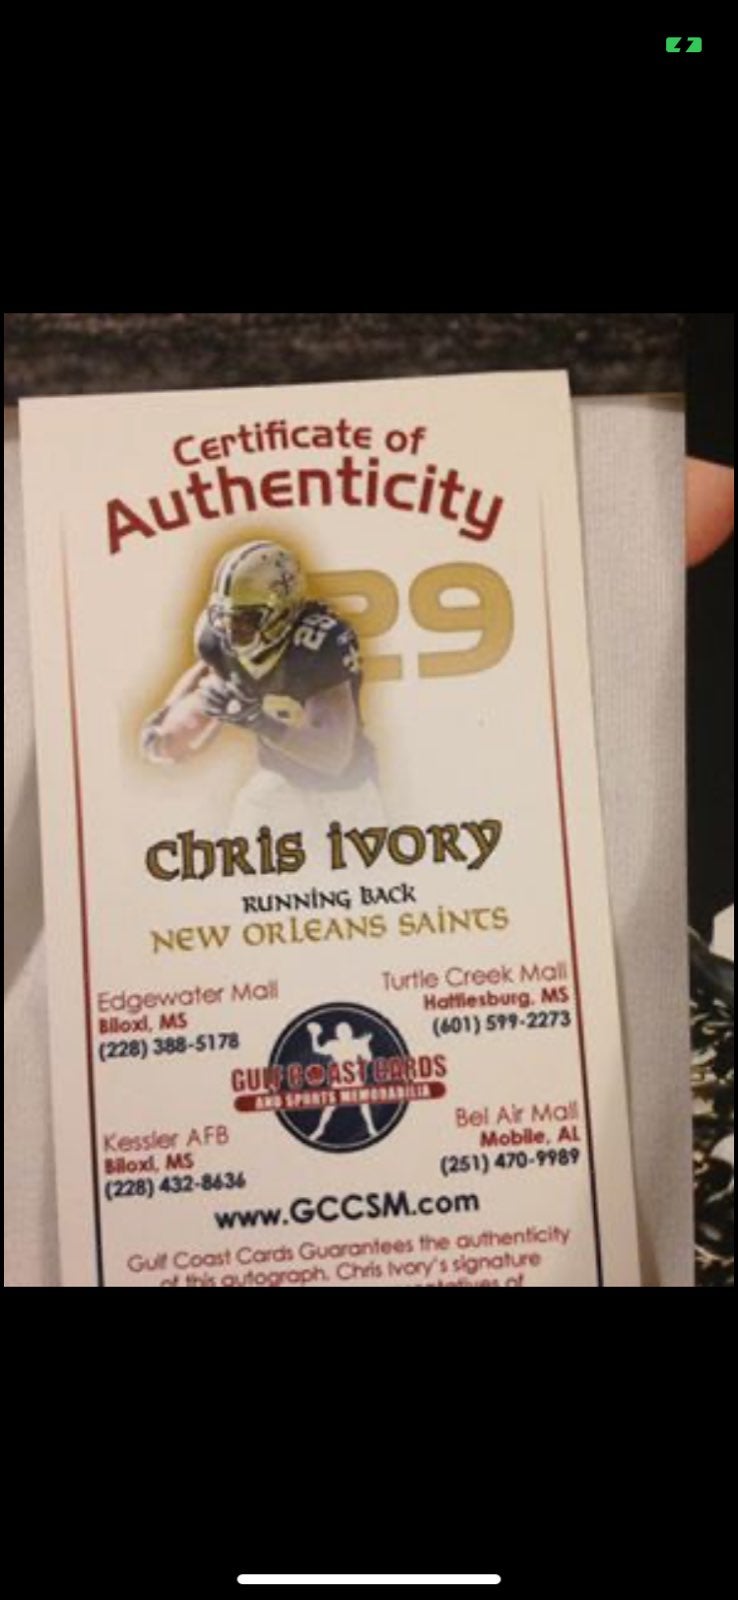 Certificate of
Authenticity
29
Chris Ivory
Running Back
New Orleans Saints
Edgewater Mall
Biloxi, MS
(228) 388-5178
Turtle Creek Mall
Hattiesburg, MS
(601) 599-2273
GULF COAST CARDS
AND SPORTS MEMORABILIA
Kessler AFB
Biloxi, MS
(228) 432-8636
Bel Air Mall
Mobile, AL
(251) 470-9989
www.GCCSM.com
Gulf Coast Cards Guarantees the authenticity
of this autograph. Chris Ivory's signature